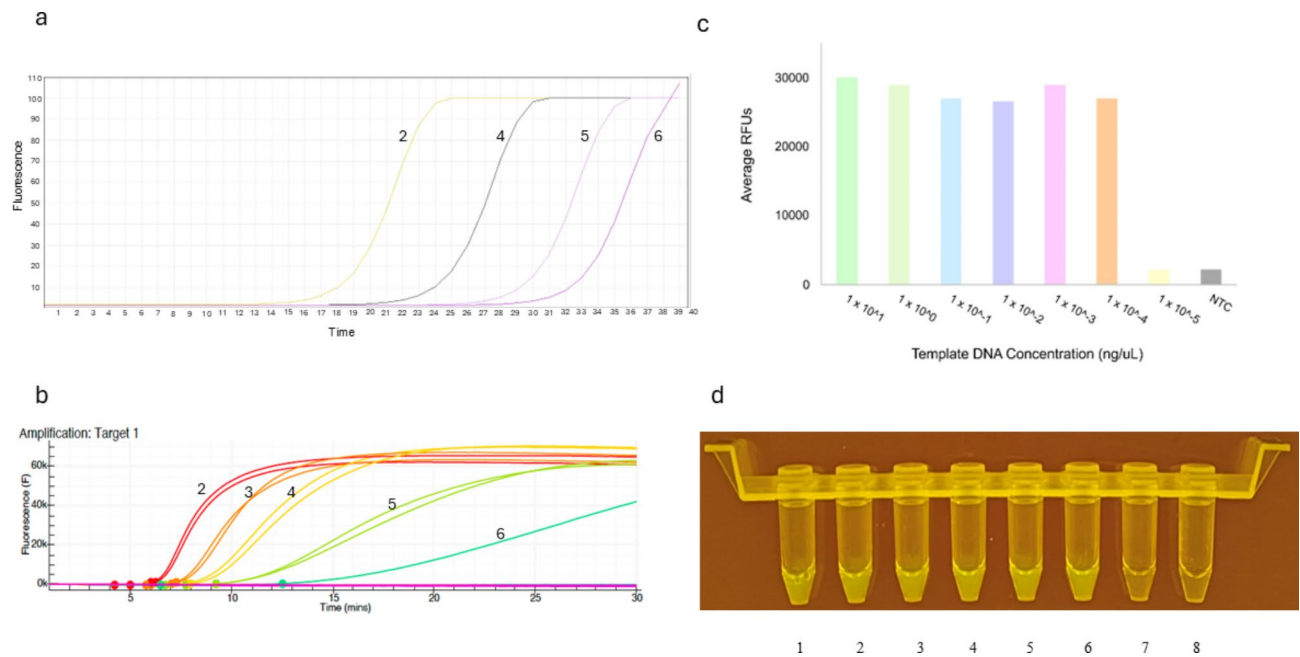 a
110
100
90
80
70
60
50
40
30
20
10
Fluorescence
2
4
5
6
1 2 3 4 5 6 7 8 9 10 11 12 13 14 15 16 17 18 19 20 21 22 23 24 25 26 27 28 29 30 31 32 33 34 35 36 37 38 39 40
Time
b
Amplification: Target 1
60k
40k
20k
0k
Fluorescence (F)
2
3
4
5
6
5 10 15 20 25 30
Time (mins)
c
30000
20000
10000
0
Average RFUs
1 x 10^1
1 x 10^0
1 x 10^-1
1 x 10^-2
1 x 10^-3
1 x 10^-4
1 x 10^-5
NTC
Template DNA Concentration (ng/uL)
d
1 2 3 4 5 6 7 8